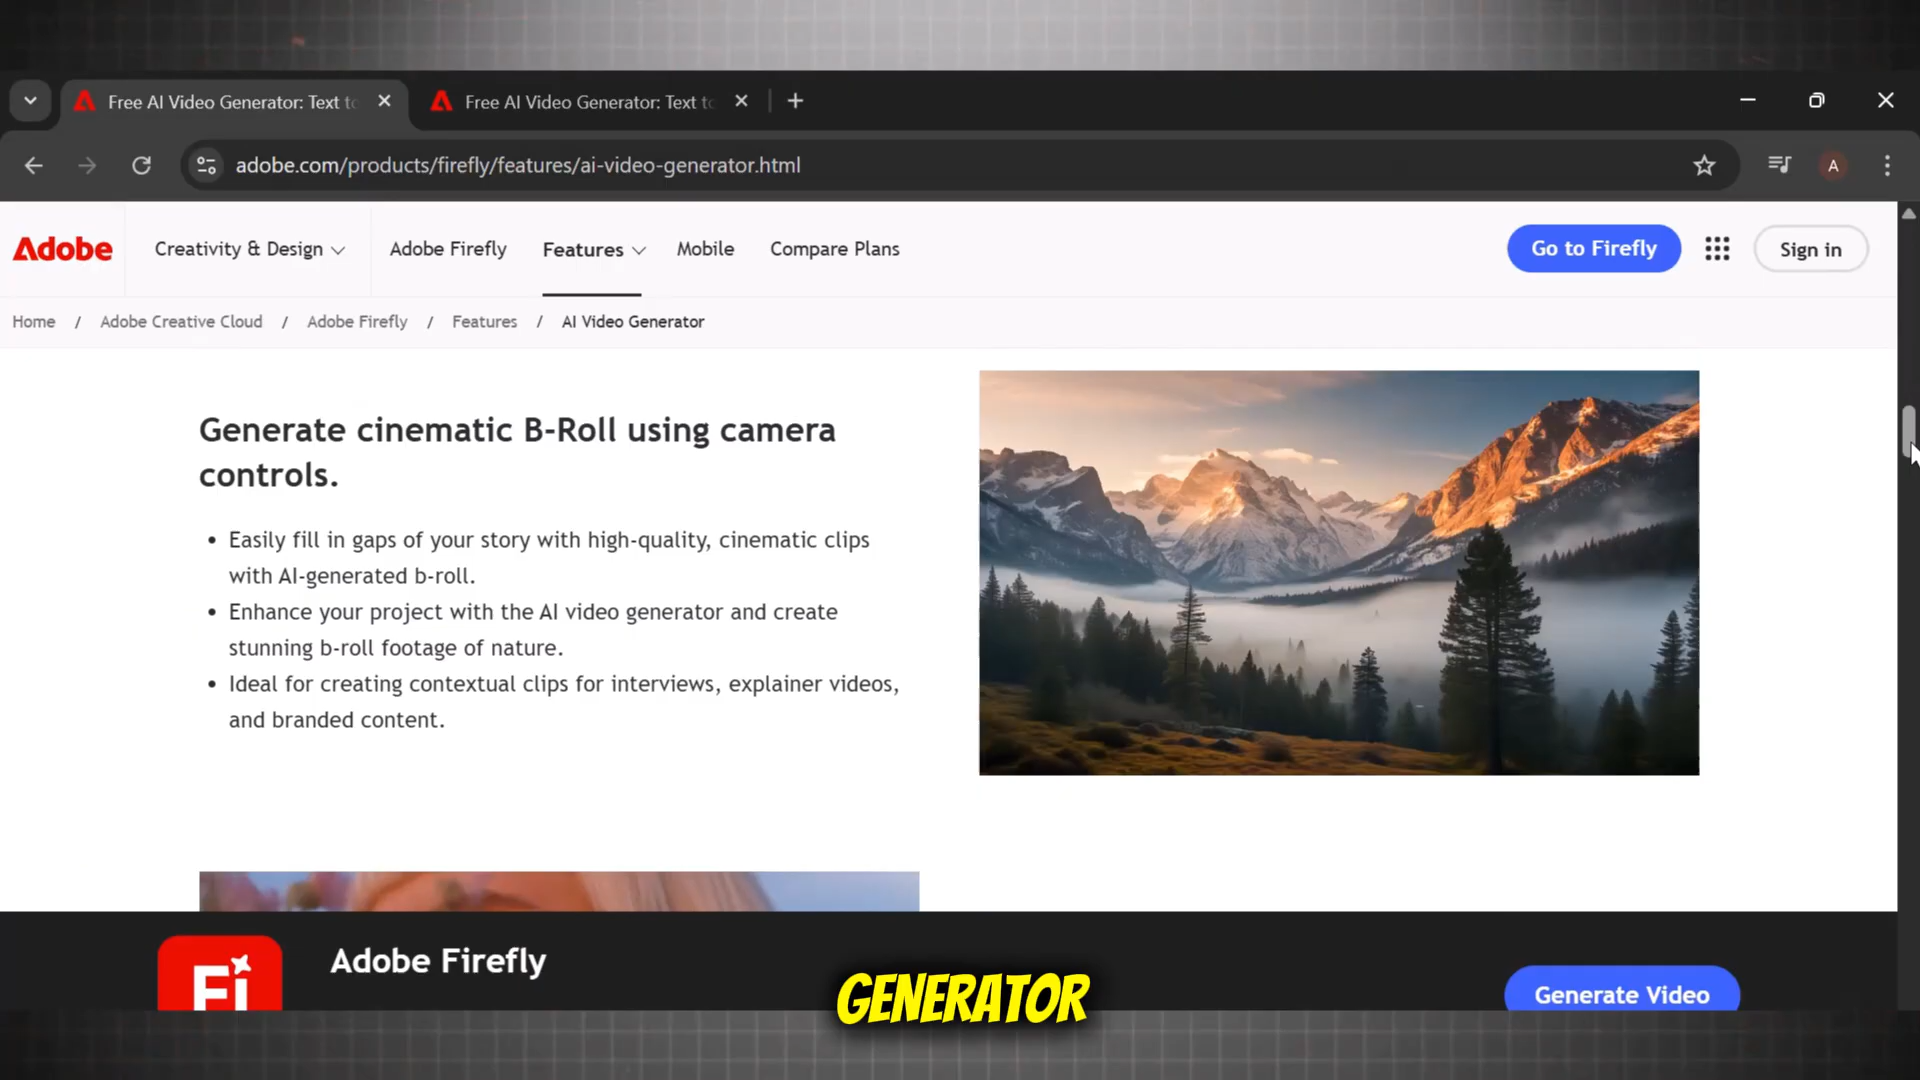 Free AI Video Generator: Text to
Free AI Video Generator: Text to
adobe.com/products/firefly/features/ai-video-generator.html
A
Adobe
Creativity & Design
Adobe Firefly
Features
Mobile
Compare Plans
Go to Firefly
Sign in
Home / Adobe Creative Cloud / Adobe Firefly / Features / AI Video Generator
Generate cinematic B-Roll using camera
controls.
• Easily fill in gaps of your story with high-quality, cinematic clips
with AI-generated b-roll.
• Enhance your project with the AI video generator and create
stunning b-roll footage of nature.
• Ideal for creating contextual clips for interviews, explainer videos,
and branded content.
Fi
Adobe Firefly
Generate Video
GENERATOR